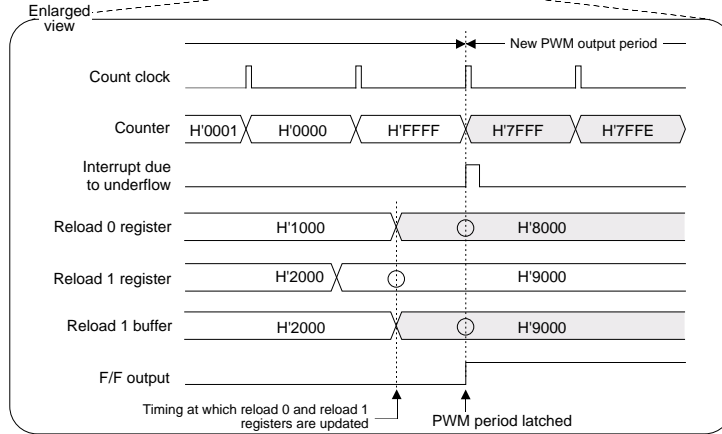 Enlarged
view
New PWM output period
Count clock
Counter H'0001 H'0000 H'FFFF H'7FFF H'7FFE
Interrupt due
to underflow
Reload 0 register H'1000 H'8000
Reload 1 register H'2000 H'9000
Reload 1 buffer H'2000 H'9000
F/F output
Timing at which reload 0 and reload 1
registers are updated
PWM period latched